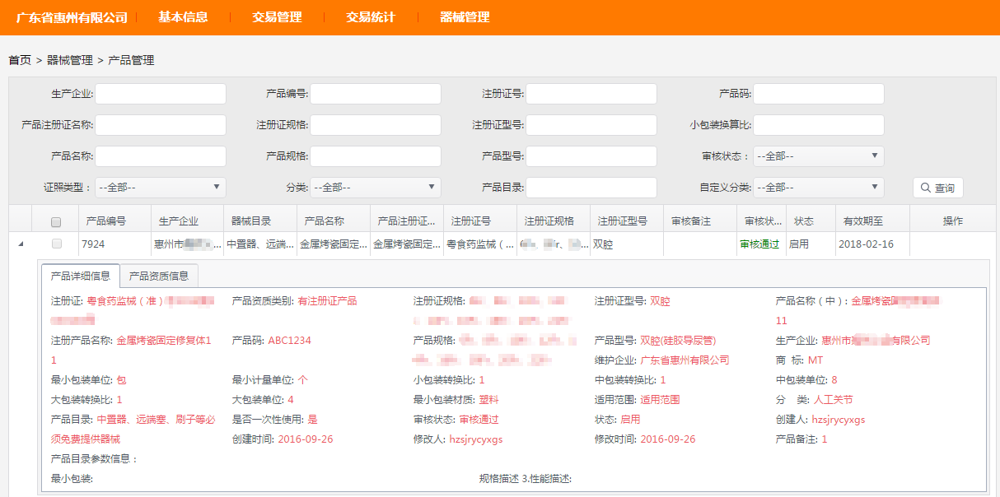 广东省惠州有限公司 基本信息 交易管理 交易统计 器械管理
首页 > 器械管理 > 产品管理
生产企业: 产品编号: 注册证号: 产品码:
产品注册证名称: 注册证规格: 注册证型号: 小包装换算比:
产品名称: 产品规格: 产品型号: 审核状态： --全部--
证照类型： --全部-- 分类: --全部-- 产品目录: 自定义分类: --全部-- 查询
产品编号 生产企业 器械目录 产品名称 产品注册证... 注册证号 注册证规格 注册证型号 审核备注 审核状... 状态 有效期至 操作
7924 惠州市 ... 中置器、远端... 金属烤瓷固定... 金属烤瓷固定... 粤食药监械（... r、 ... 双腔 审核通过 启用 2018-02-16
产品详细信息 产品资质信息
注册证: 粤食药监械（准） 产品资质类别: 有注册证产品 注册证规格: 注册证型号: 双腔 产品名称（中）: 金属烤瓷
11
注册产品名称: 金属烤瓷固定修复体1 产品码: ABC1234 产品规格: 产品型号: 双腔(硅胶导尿管) 生产企业: 惠州市 有限公司
1 维护企业: 广东省惠州有限公司 商 标: MT
最小包装单位: 包 最小计量单位: 个 小包装转换比: 1 中包装转换比: 1 中包装单位: 8
大包装转换比: 1 大包装单位: 4 最小包装材质: 塑料 适用范围: 适用范围 分 类: 人工关节
产品目录: 中置器、远端塞、刷子等必 是否一次性使用: 是 审核状态: 审核通过 状态: 启用 创建人: hzsjrycyxgs
须免费提供器械 创建时间: 2016-09-26 修改人: hzsjrycyxgs 修改时间: 2016-09-26 产品备注: 1
产品目录参数信息：
最小包装: 规格描述 3.性能描述: